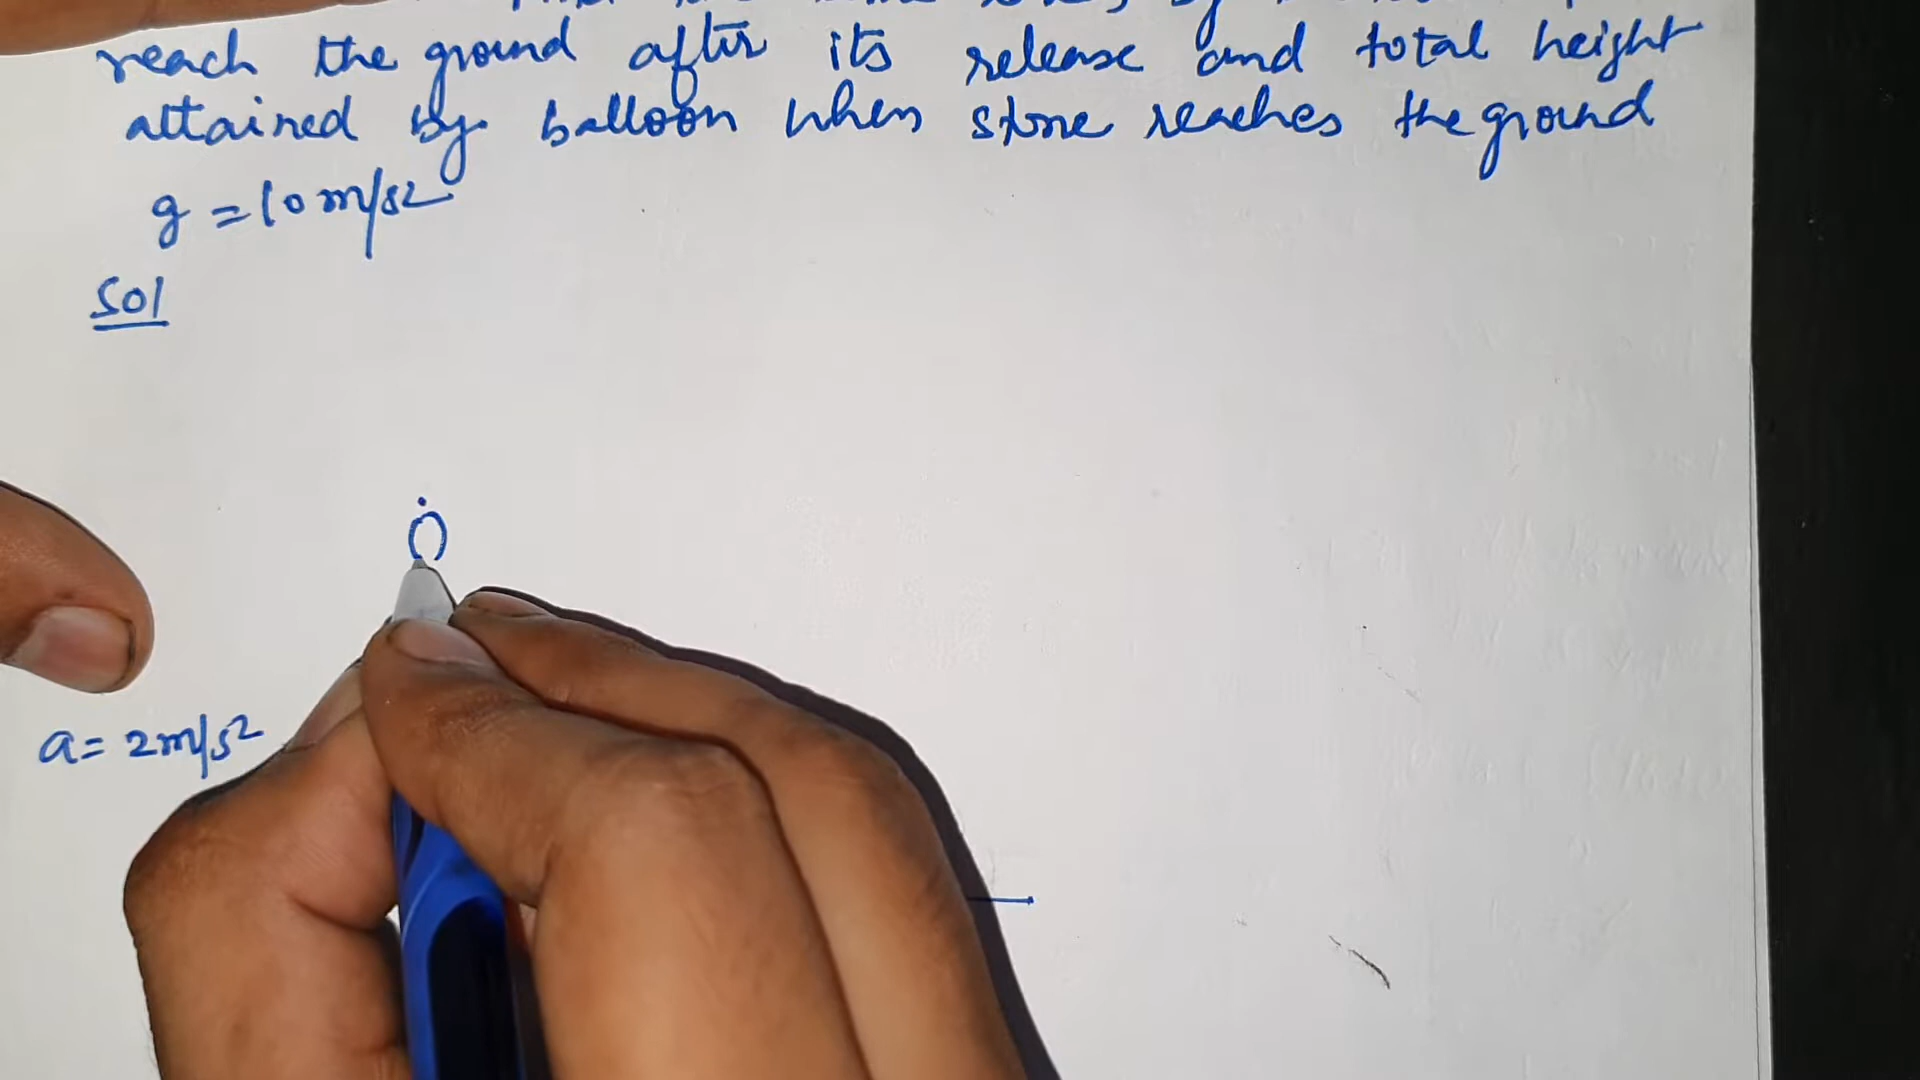 reach the ground after its release and total height
attained by balloon when stone reaches the ground
g = 10 m/s2
Sol
a = 2m/s²